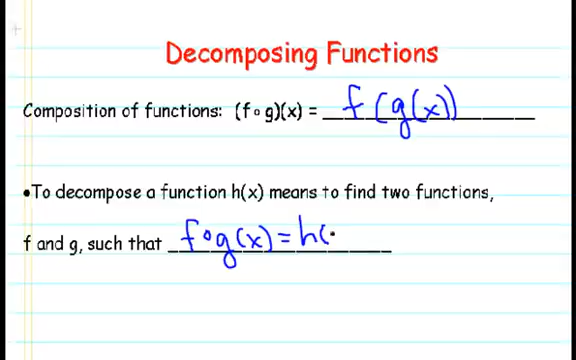 Decomposing Functions
Composition of functions: (f∘g)(x) = f(g(x))
•To decompose a function h(x) means to find two functions,
f and g, such that f∘g(x)=h(